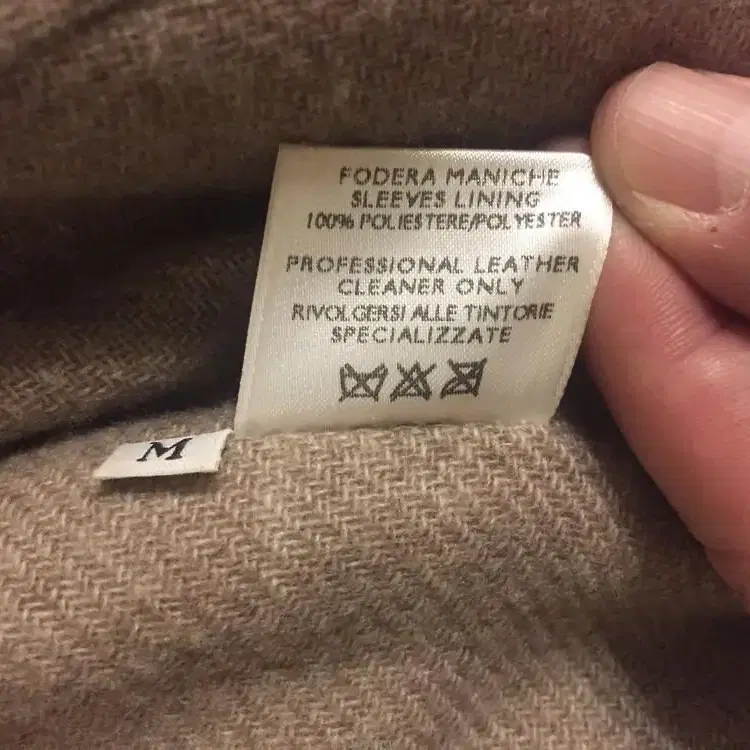 FODERA MANICHE
SLEEVES LINING
100% POLIESTERE/POLYESTER
PROFESSIONAL LEATHER
CLEANER ONLY
RIVOLGERSI ALLE TINTORIE
SPECIALIZZATE
M